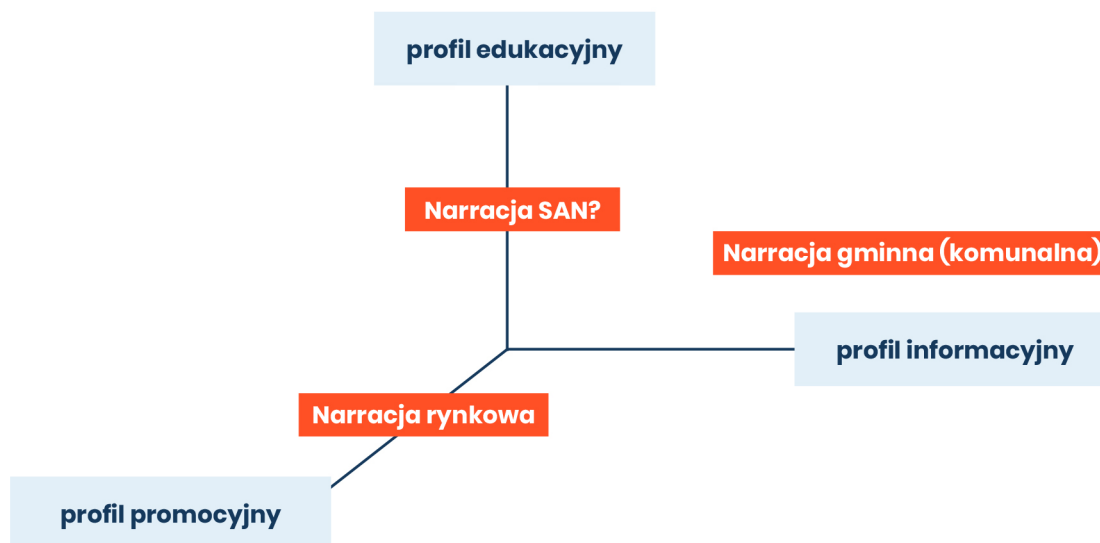 profil edukacyjny
Narracja SAN?
Narracja gminna (komunalna)
profil informacyjny
Narracja rynkowa
profil promocyjny